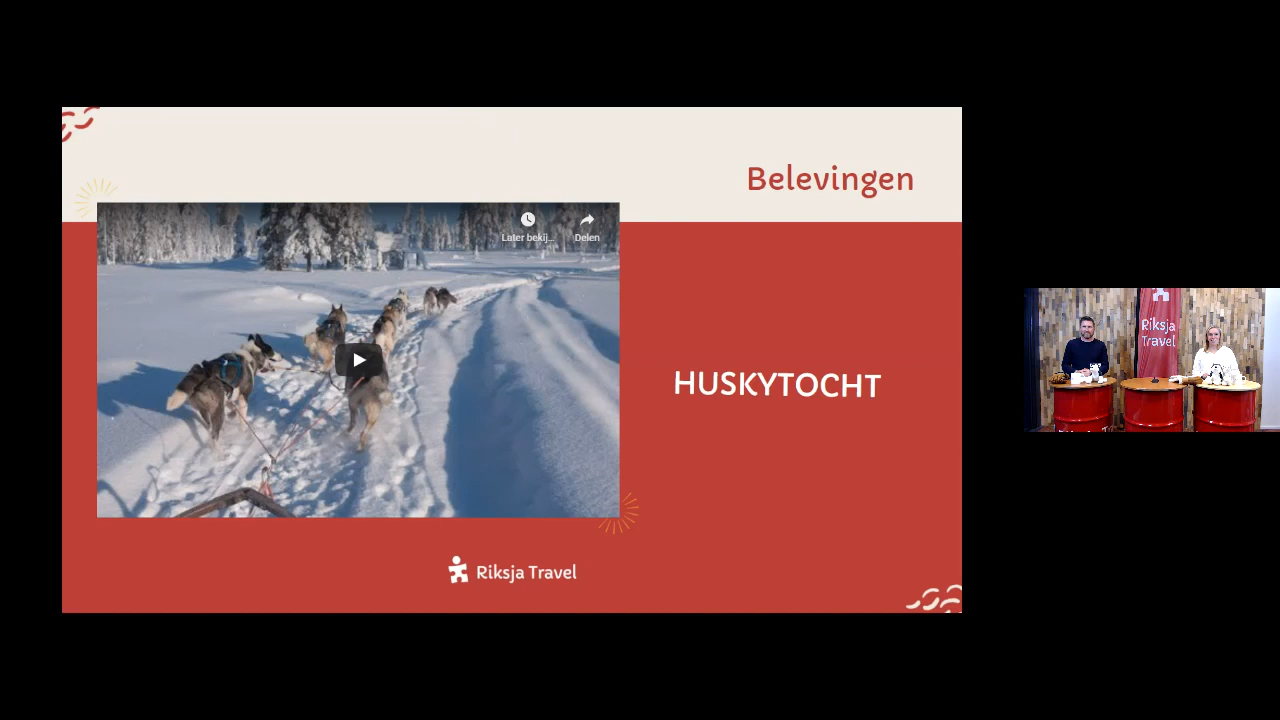 Belevingen
Later bekij...
Delen
HUSKYTOCHT
Riksja Travel
Riksja
Travel